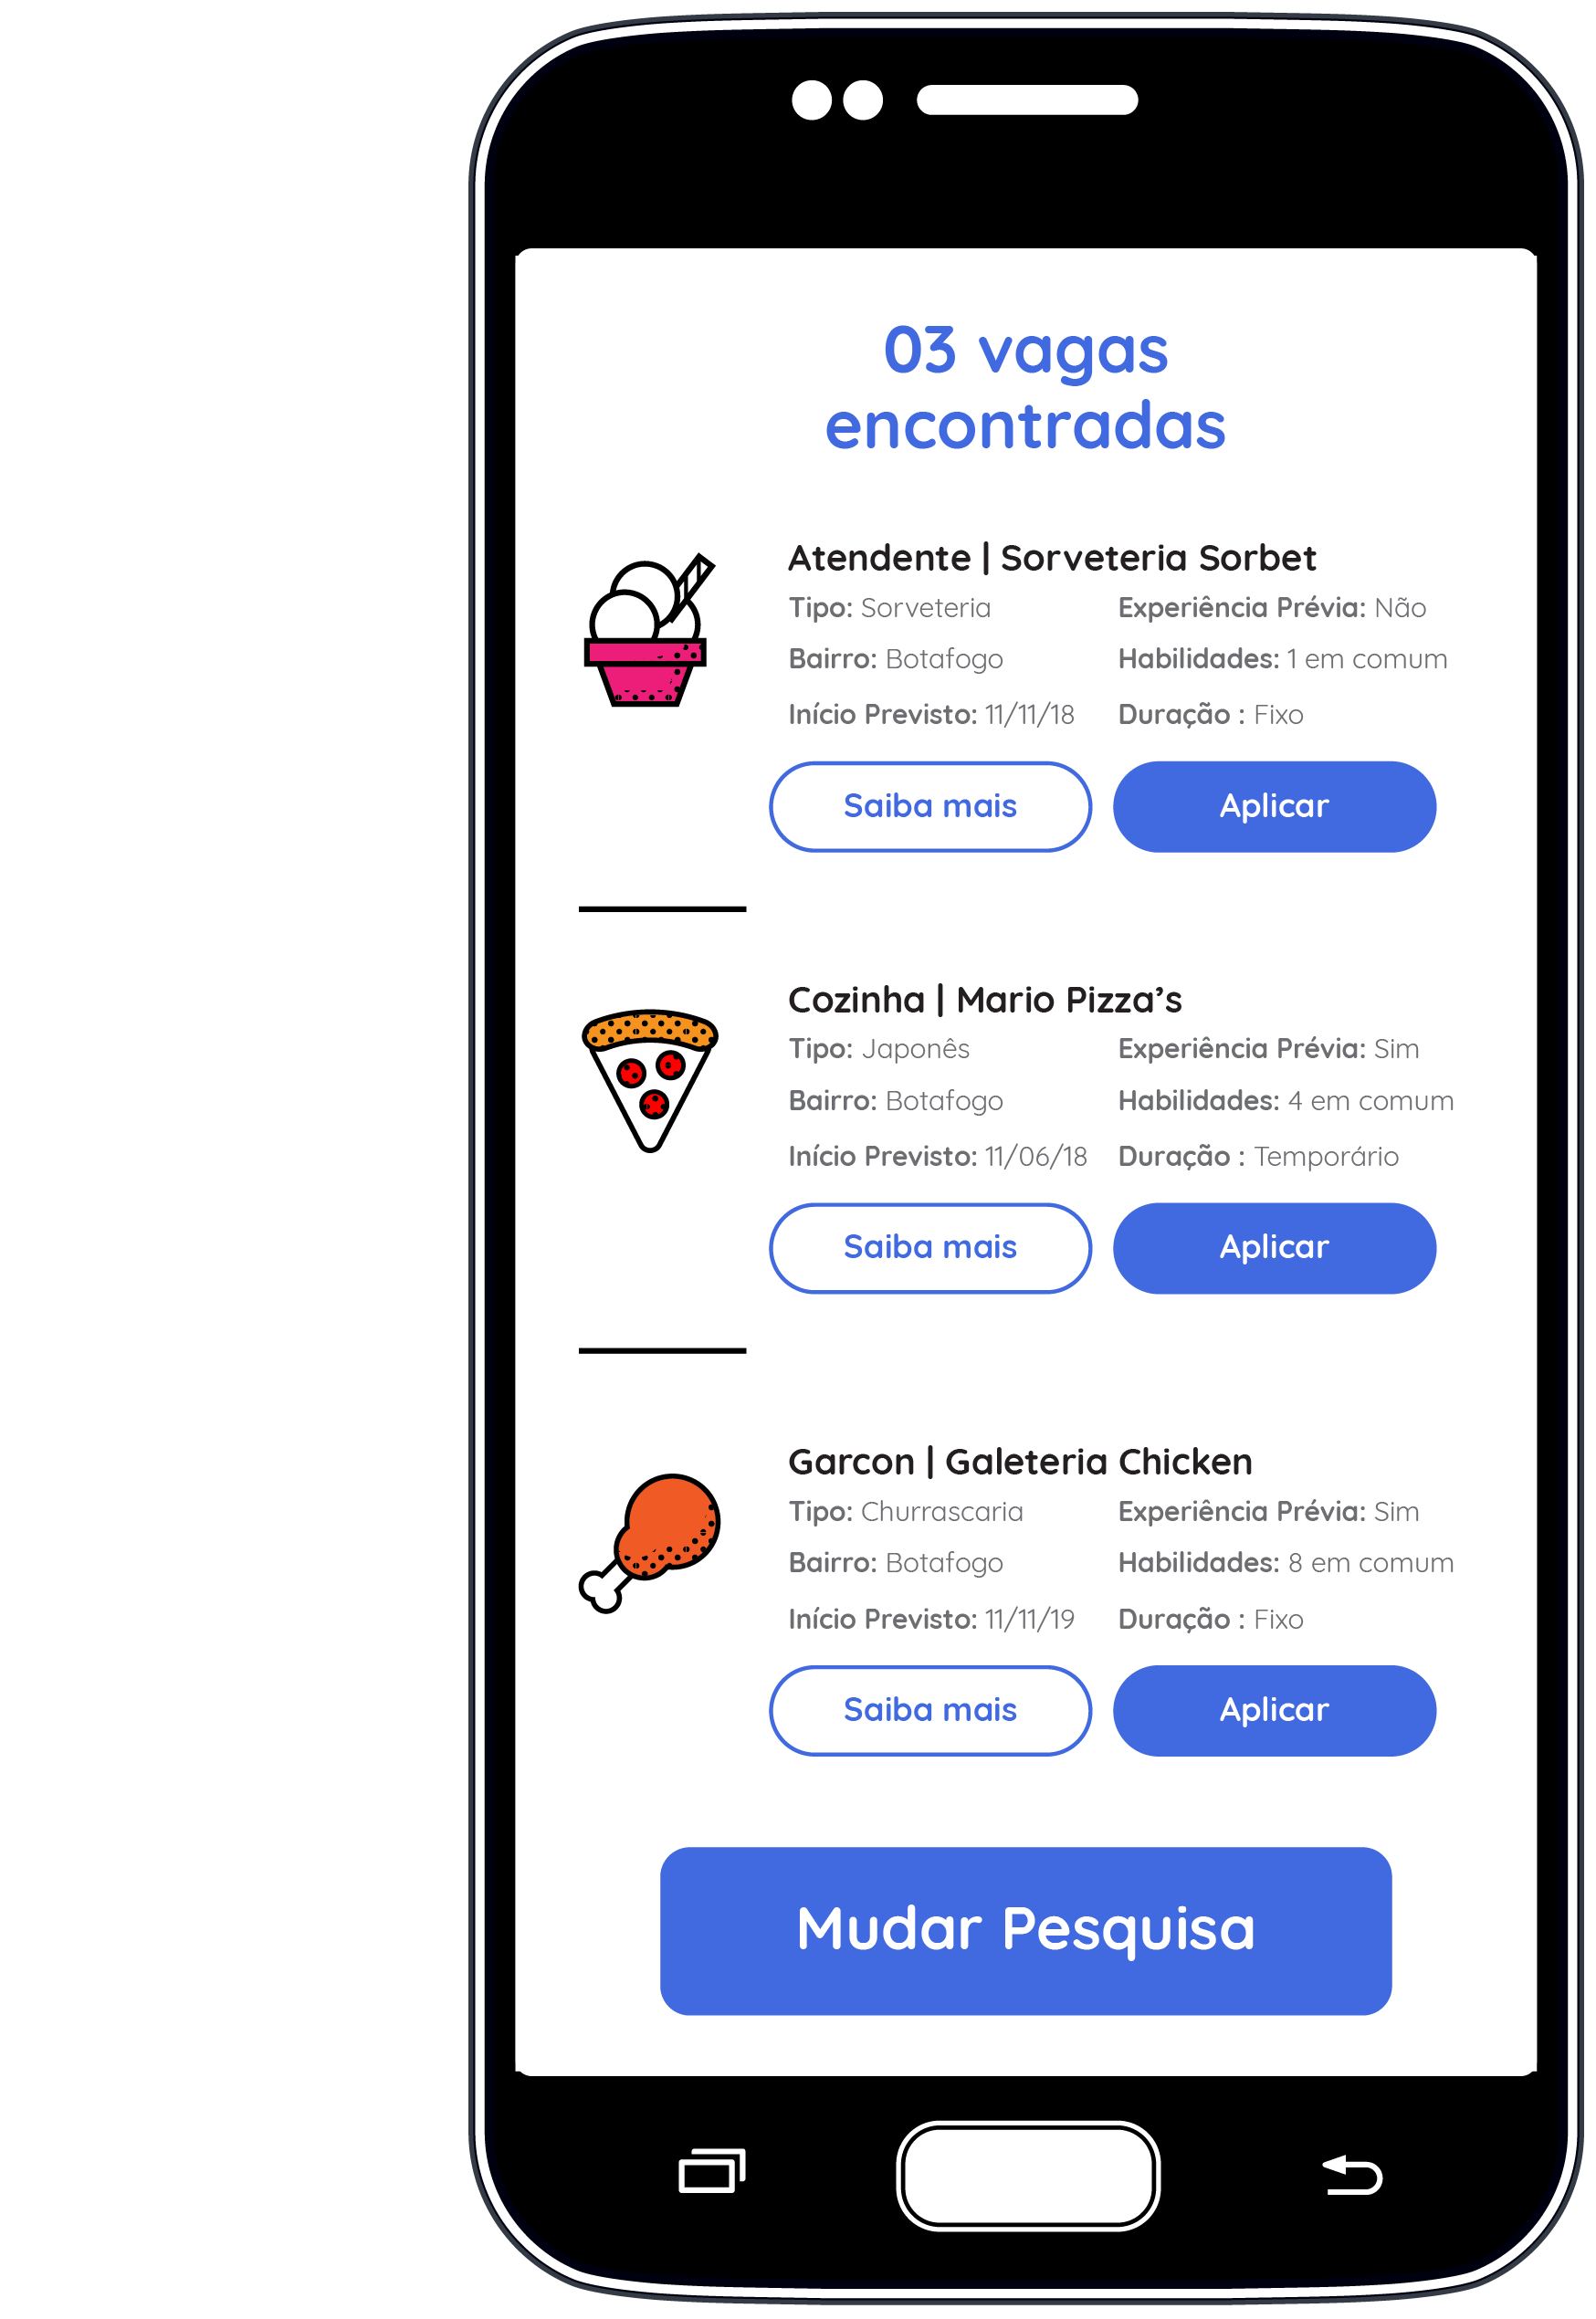 03 vagas
encontradas
Atendente | Sorveteria Sorbet
Tipo: Sorveteria Experiência Prévia: Não
Bairro: Botafogo Habilidades: 1 em comum
Início Previsto: 11/11/18 Duração : Fixo
Saiba mais Aplicar
Cozinha | Mario Pizza’s
Tipo: Japonês Experiência Prévia: Sim
Bairro: Botafogo Habilidades: 4 em comum
Início Previsto: 11/06/18 Duração : Temporário
Saiba mais Aplicar
Garcon | Galeteria Chicken
Tipo: Churrascaria Experiência Prévia: Sim
Bairro: Botafogo Habilidades: 8 em comum
Início Previsto: 11/11/19 Duração : Fixo
Saiba mais Aplicar
Mudar Pesquisa